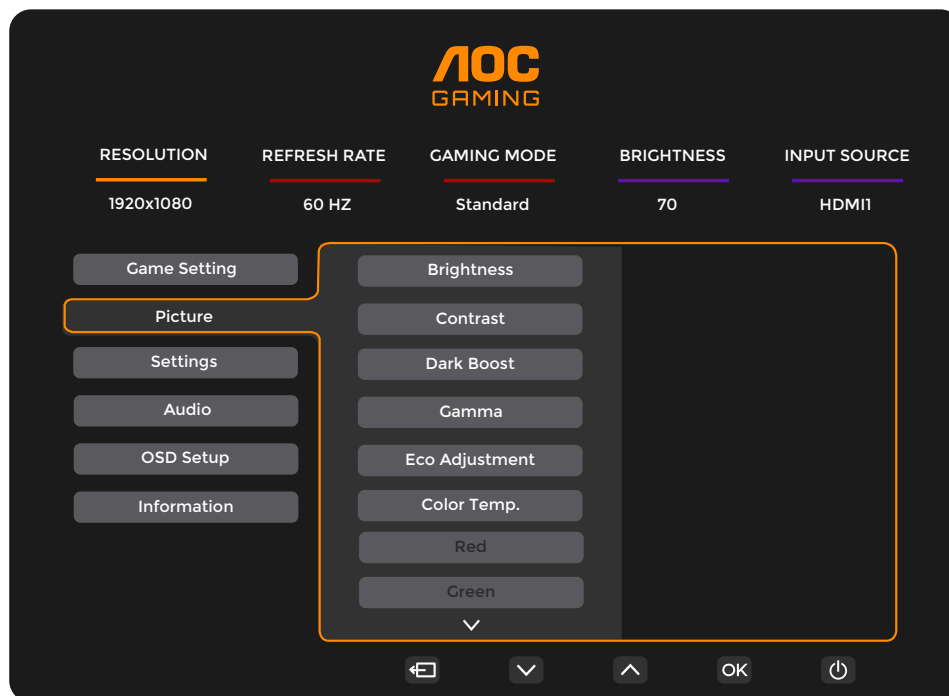 AOC
GAMING
RESOLUTION REFRESH RATE GAMING MODE BRIGHTNESS INPUT SOURCE
1920x1080 60 HZ Standard 70 HDMI1
Game Setting
Picture
Settings
Audio
OSD Setup
Information
Brightness
Contrast
Dark Boost
Gamma
Eco Adjustment
Color Temp.
Red
Green
OK